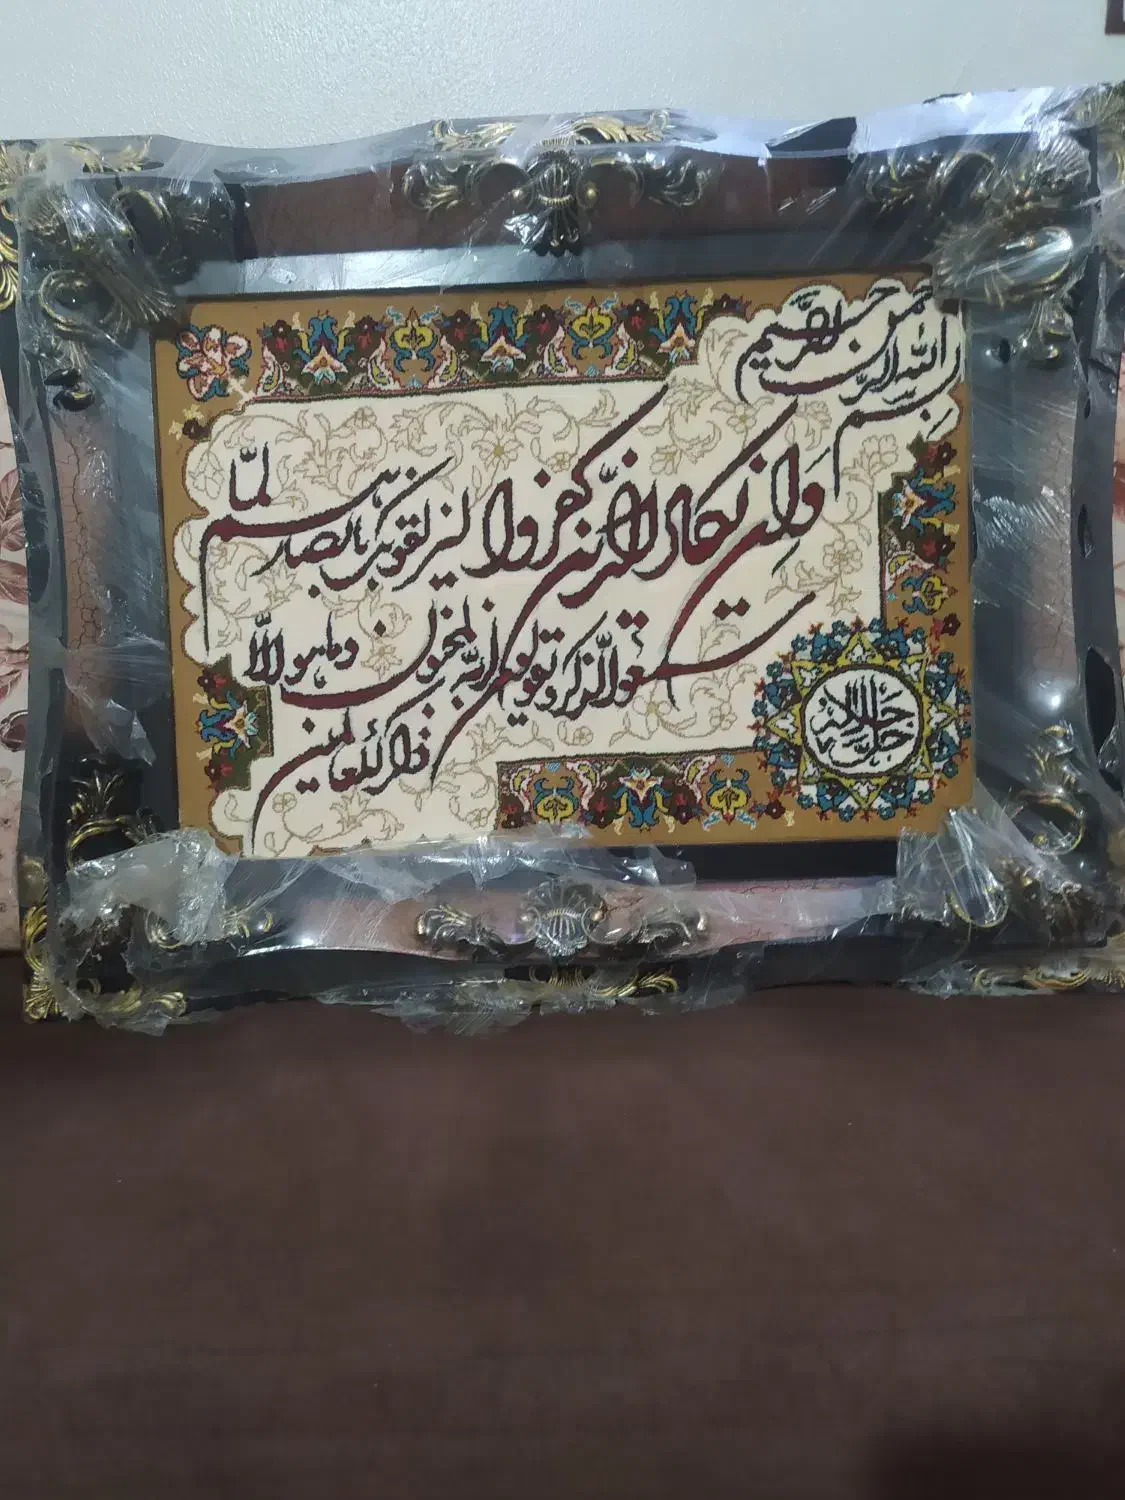 بسم الله الرحمن الرحیم
وان یکاد الذین کفروا لیزلقونک بابصارهم لما
سمعوا الذکر و یقولون انه لمجنون وما هو الا
ذکر للعالمین
جل جلاله